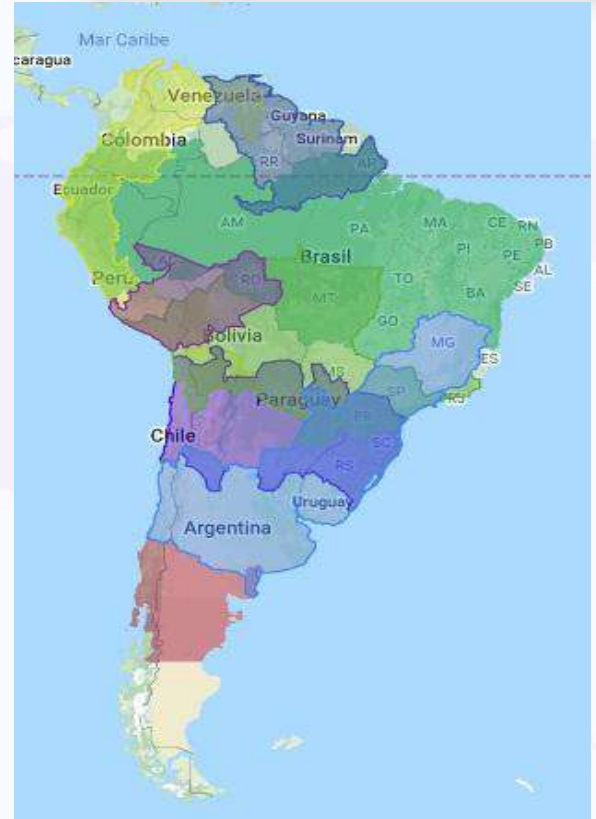 Mar Caribe
caragua
Venezuela
Guyana
Colombia
Surinam
RR
AP
Ecuador
AM
PA
MA
CE
RN
PB
PI
PE
AL
SE
Brasil
TO
BA
Perú
AC
RO
MT
GO
Bolivia
MG
ES
MS
SP
RJ
Paraguay
PR
SC
Chile
RS
Uruguay
Argentina